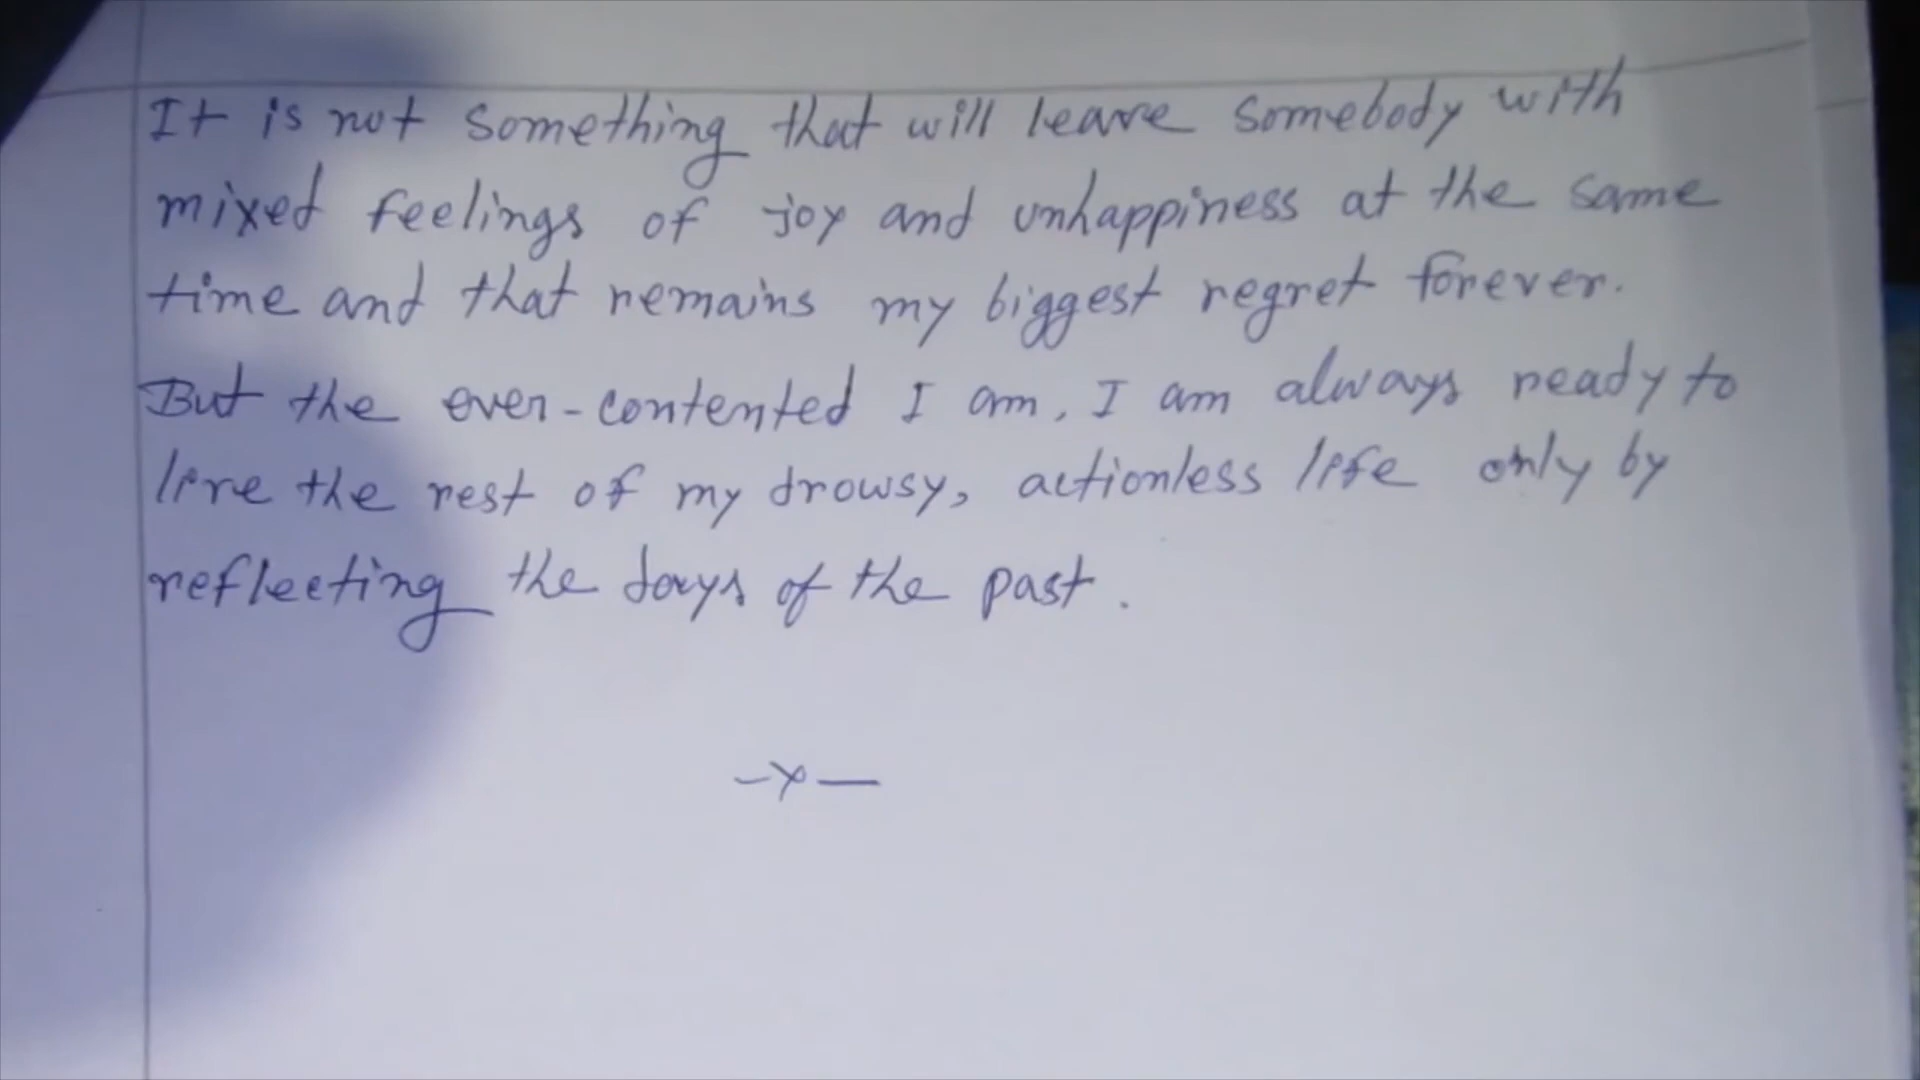 It is not something that will leave somebody with
mixed feelings of joy and unhappiness at the same
time and that remains my biggest regret forever.
But the ever-contented I am, I am always ready to
live the rest of my drowsy, actionless life only by
reflecting the days of the past.
-x-